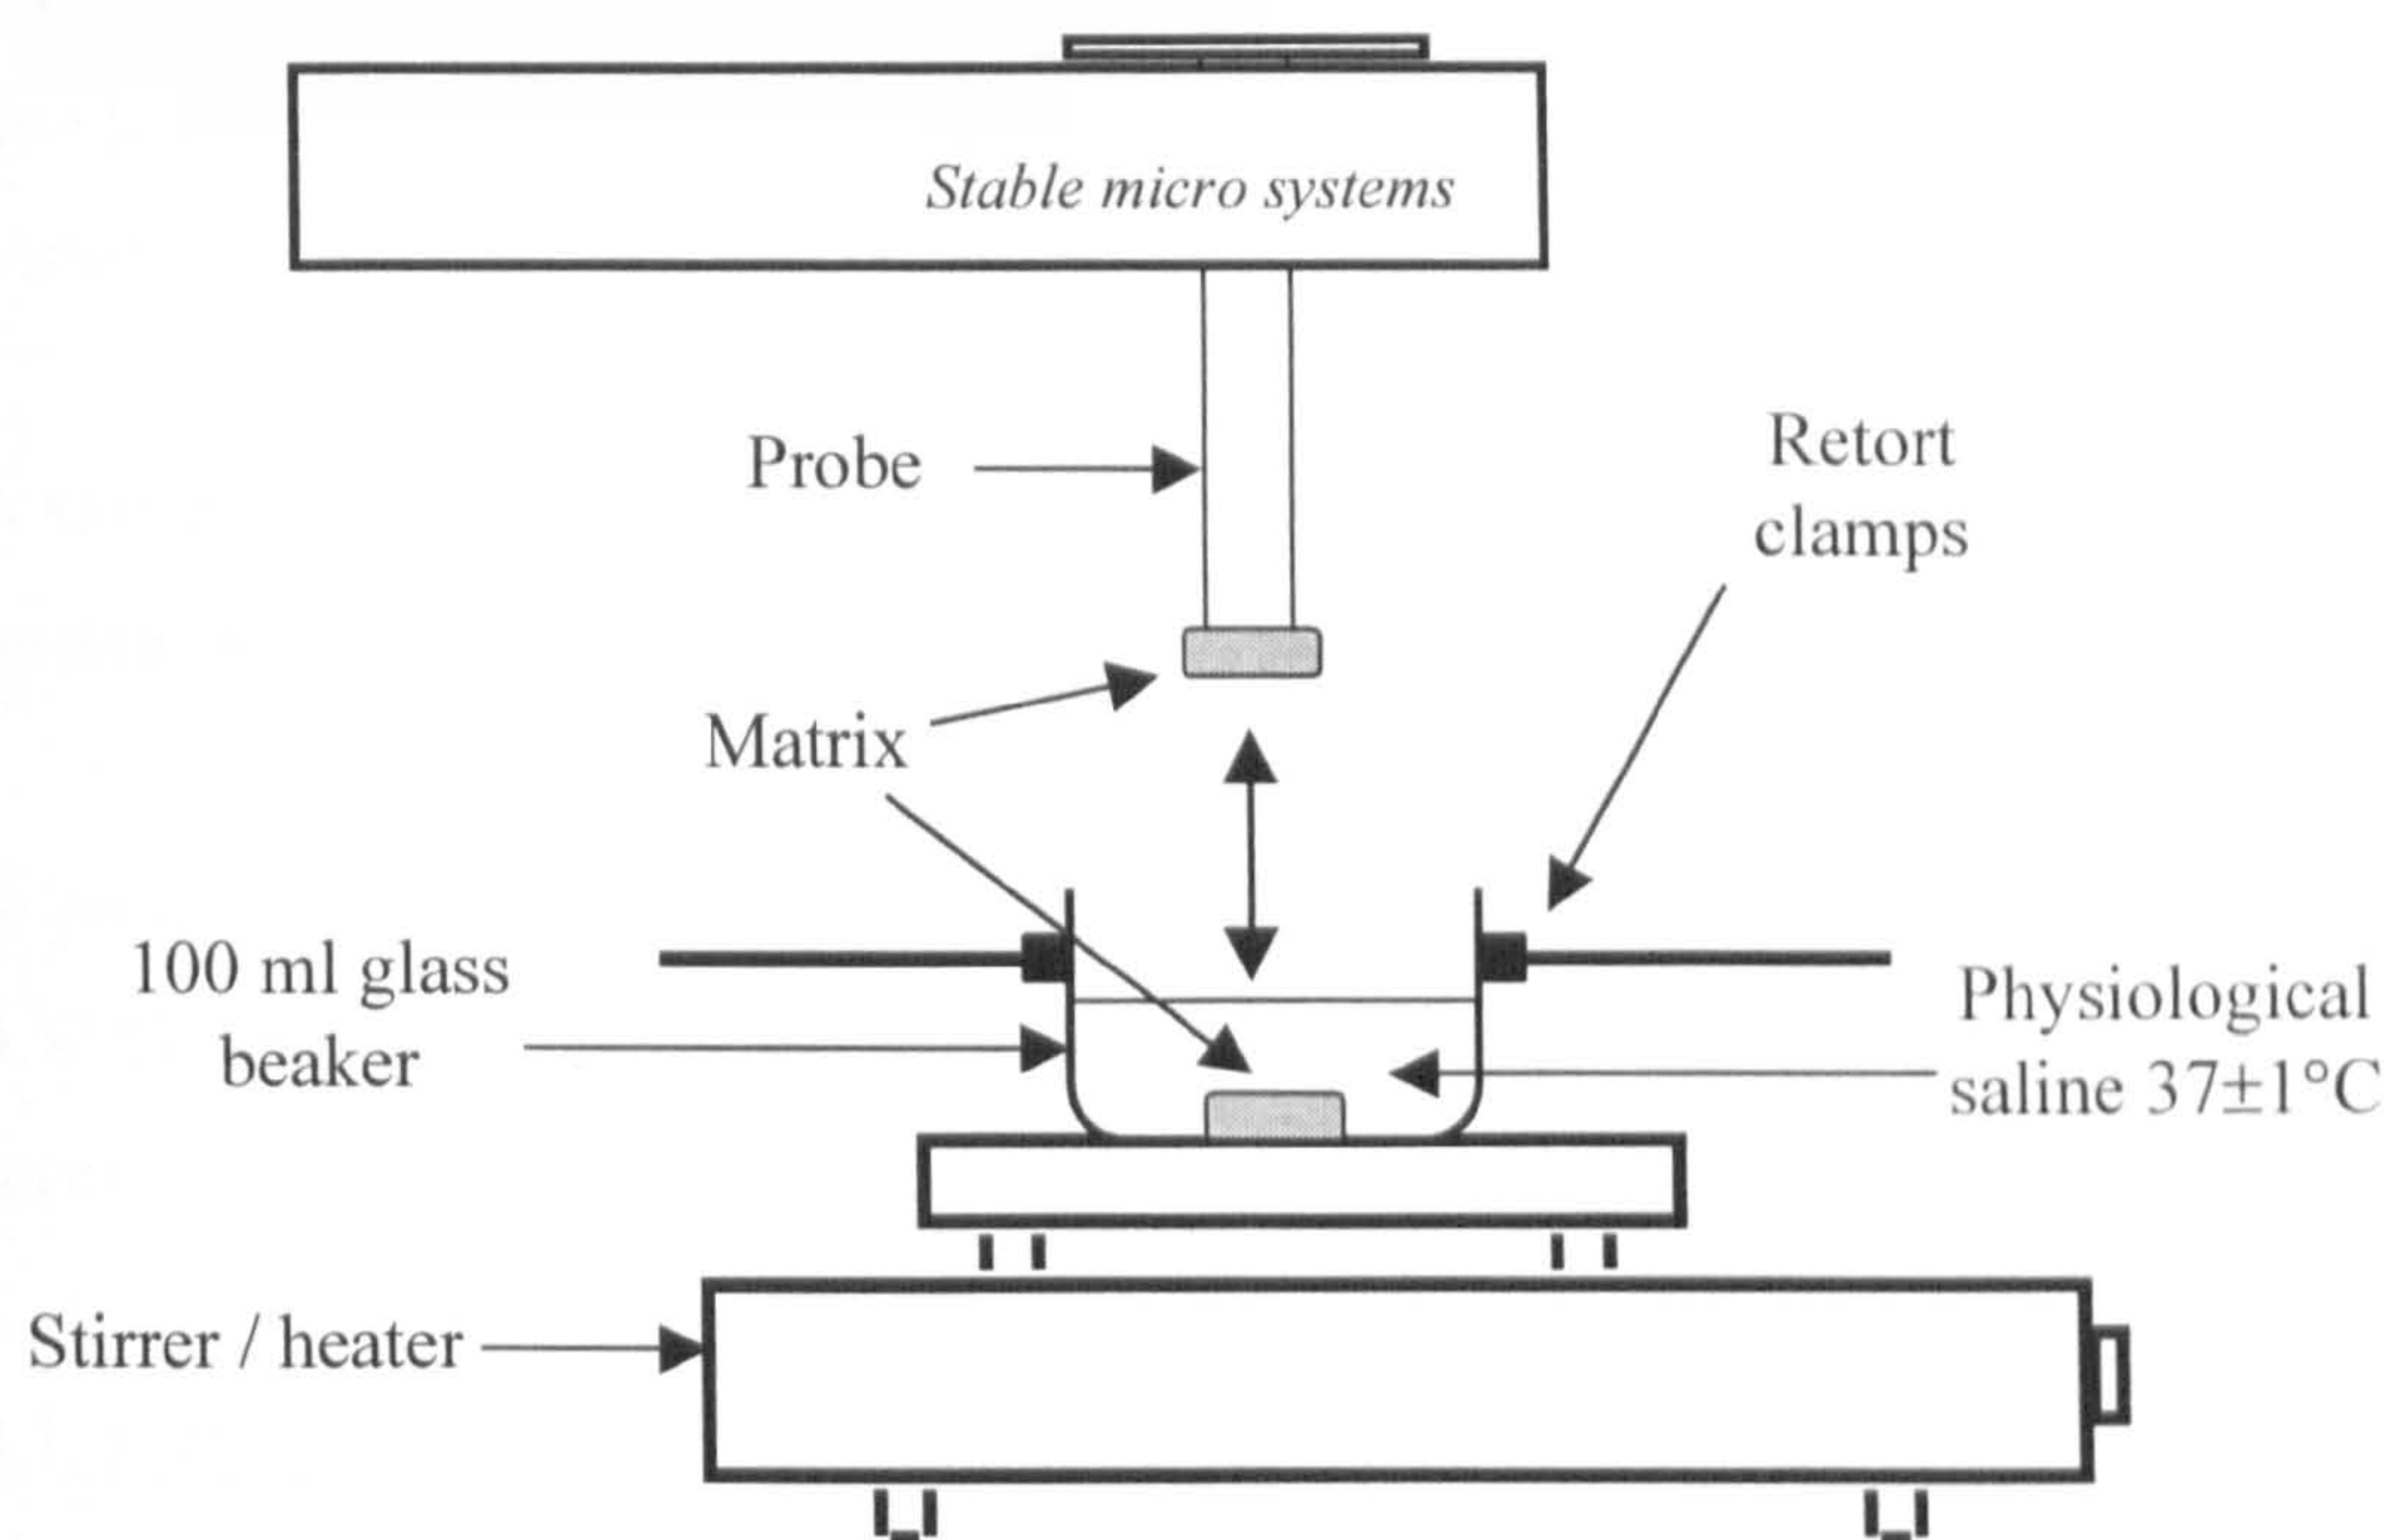 Stable micro systems
Probe
Retort
clamps
Matrix
100 ml glass
beaker
Physiological
saline 37±1°C
Stirrer / heater